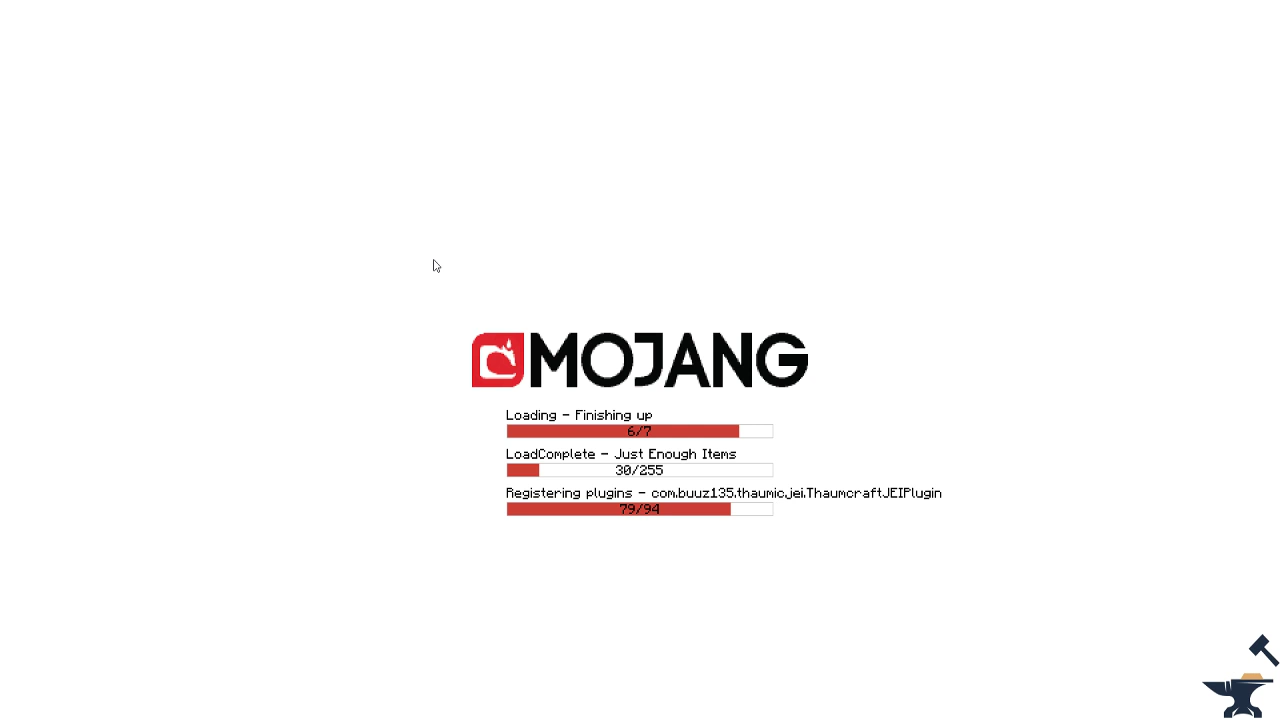 MOJANG
Loading - Finishing up
6/7
LoadComplete - Just Enough Items
30/255
Registering plugins - com.buuz135.thaumicjei.ThaumcraftJEIPlugin
79/94